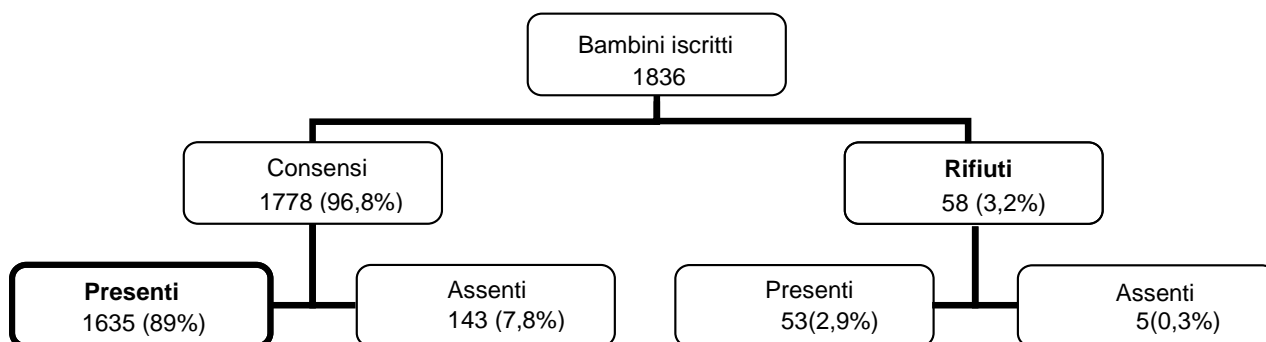 Bambini iscritti
1836
Consensi
1778 (96,8%)
Rifiuti
58 (3,2%)
Presenti
1635 (89%)
Assenti
143 (7,8%)
Presenti
53(2,9%)
Assenti
5(0,3%)